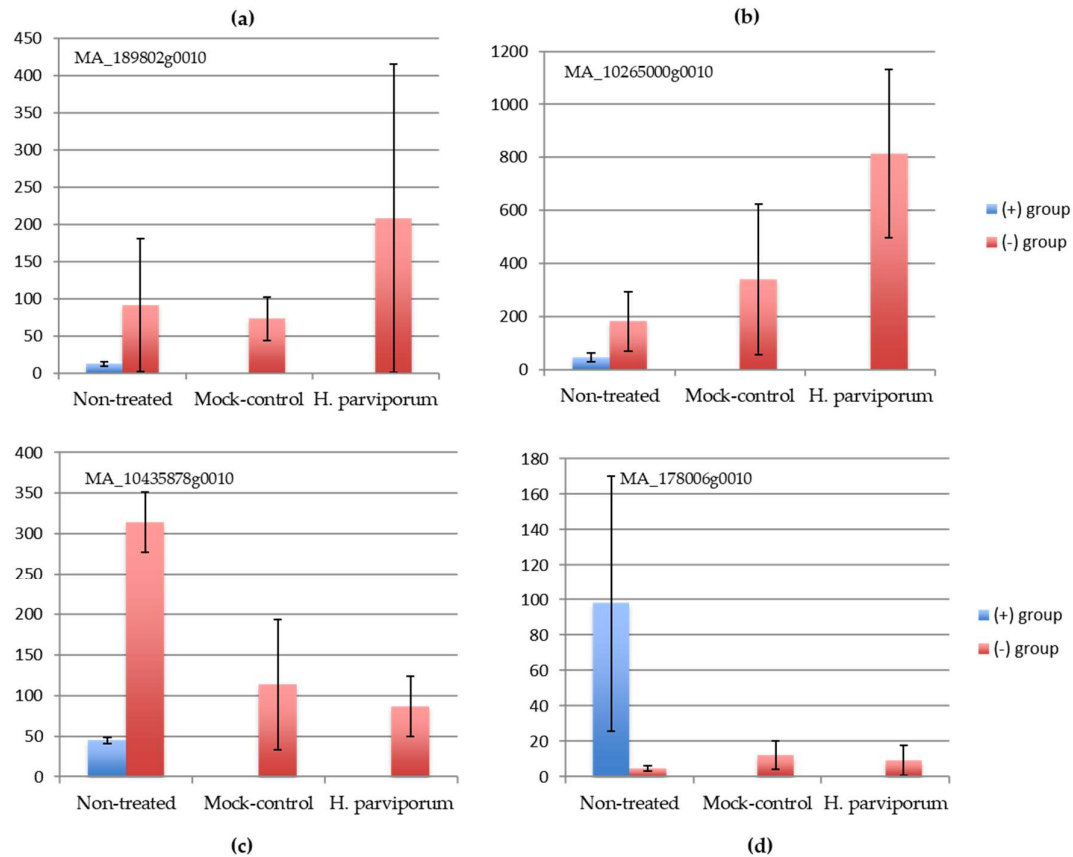 (a)
(b)
450
400
350
300
250
200
150
100
50
0
MA_189802g0010
Non-treated Mock-control H. parviporum
1200
1000
800
600
400
200
0
MA_10265000g0010
Non-treated Mock-control H. parviporum
(+) group
(-) group
400
350
300
250
200
150
100
50
0
MA_10435878g0010
Non-treated Mock-control H. parviporum
180
160
140
120
100
80
60
40
20
0
MA_178006g0010
Non-treated Mock-control H. parviporum
(+) group
(-) group
(c)
(d)